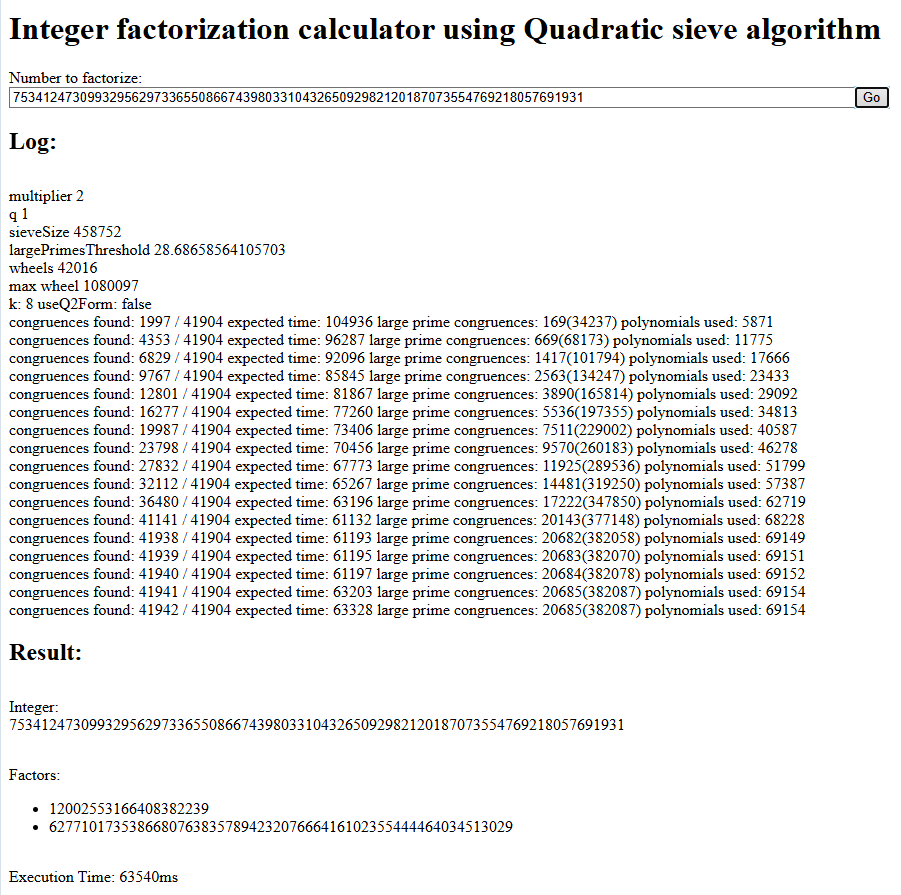 Integer factorization calculator using Quadratic sieve algorithm
Number to factorize:
75341247309932956297336550866743980331043265092982120187073554769218057691931
Go
Log:
multiplier 2
q 1
sieveSize 458752
largePrimesThreshold 28.68658564105703
wheels 42016
max wheel 1080097
k: 8 useQ2Form: false
congruences found: 1997 / 41904 expected time: 104936 large prime congruences: 169(34237) polynomials used: 5871
congruences found: 4353 / 41904 expected time: 96287 large prime congruences: 669(68173) polynomials used: 11775
congruences found: 6829 / 41904 expected time: 92096 large prime congruences: 1417(101794) polynomials used: 17666
congruences found: 9767 / 41904 expected time: 85845 large prime congruences: 2563(134247) polynomials used: 23433
congruences found: 12801 / 41904 expected time: 81867 large prime congruences: 3890(165814) polynomials used: 29092
congruences found: 16277 / 41904 expected time: 77260 large prime congruences: 5536(197355) polynomials used: 34813
congruences found: 19987 / 41904 expected time: 73406 large prime congruences: 7511(229002) polynomials used: 40587
congruences found: 23798 / 41904 expected time: 70456 large prime congruences: 9570(260183) polynomials used: 46278
congruences found: 27832 / 41904 expected time: 67773 large prime congruences: 11925(289536) polynomials used: 51799
congruences found: 32112 / 41904 expected time: 65267 large prime congruences: 14481(319250) polynomials used: 57387
congruences found: 36480 / 41904 expected time: 63196 large prime congruences: 17222(347850) polynomials used: 62719
congruences found: 41141 / 41904 expected time: 61132 large prime congruences: 20143(377148) polynomials used: 68228
congruences found: 41938 / 41904 expected time: 61193 large prime congruences: 20682(382058) polynomials used: 69149
congruences found: 41939 / 41904 expected time: 61195 large prime congruences: 20683(382070) polynomials used: 69151
congruences found: 41940 / 41904 expected time: 61197 large prime congruences: 20684(382078) polynomials used: 69152
congruences found: 41941 / 41904 expected time: 63203 large prime congruences: 20685(382087) polynomials used: 69154
congruences found: 41942 / 41904 expected time: 63328 large prime congruences: 20685(382087) polynomials used: 69154
Result:
Integer:
75341247309932956297336550866743980331043265092982120187073554769218057691931
Factors:
• 12002553166408382239
• 6277101735386680763835789423207666416102355444464034513029
Execution Time: 63540ms